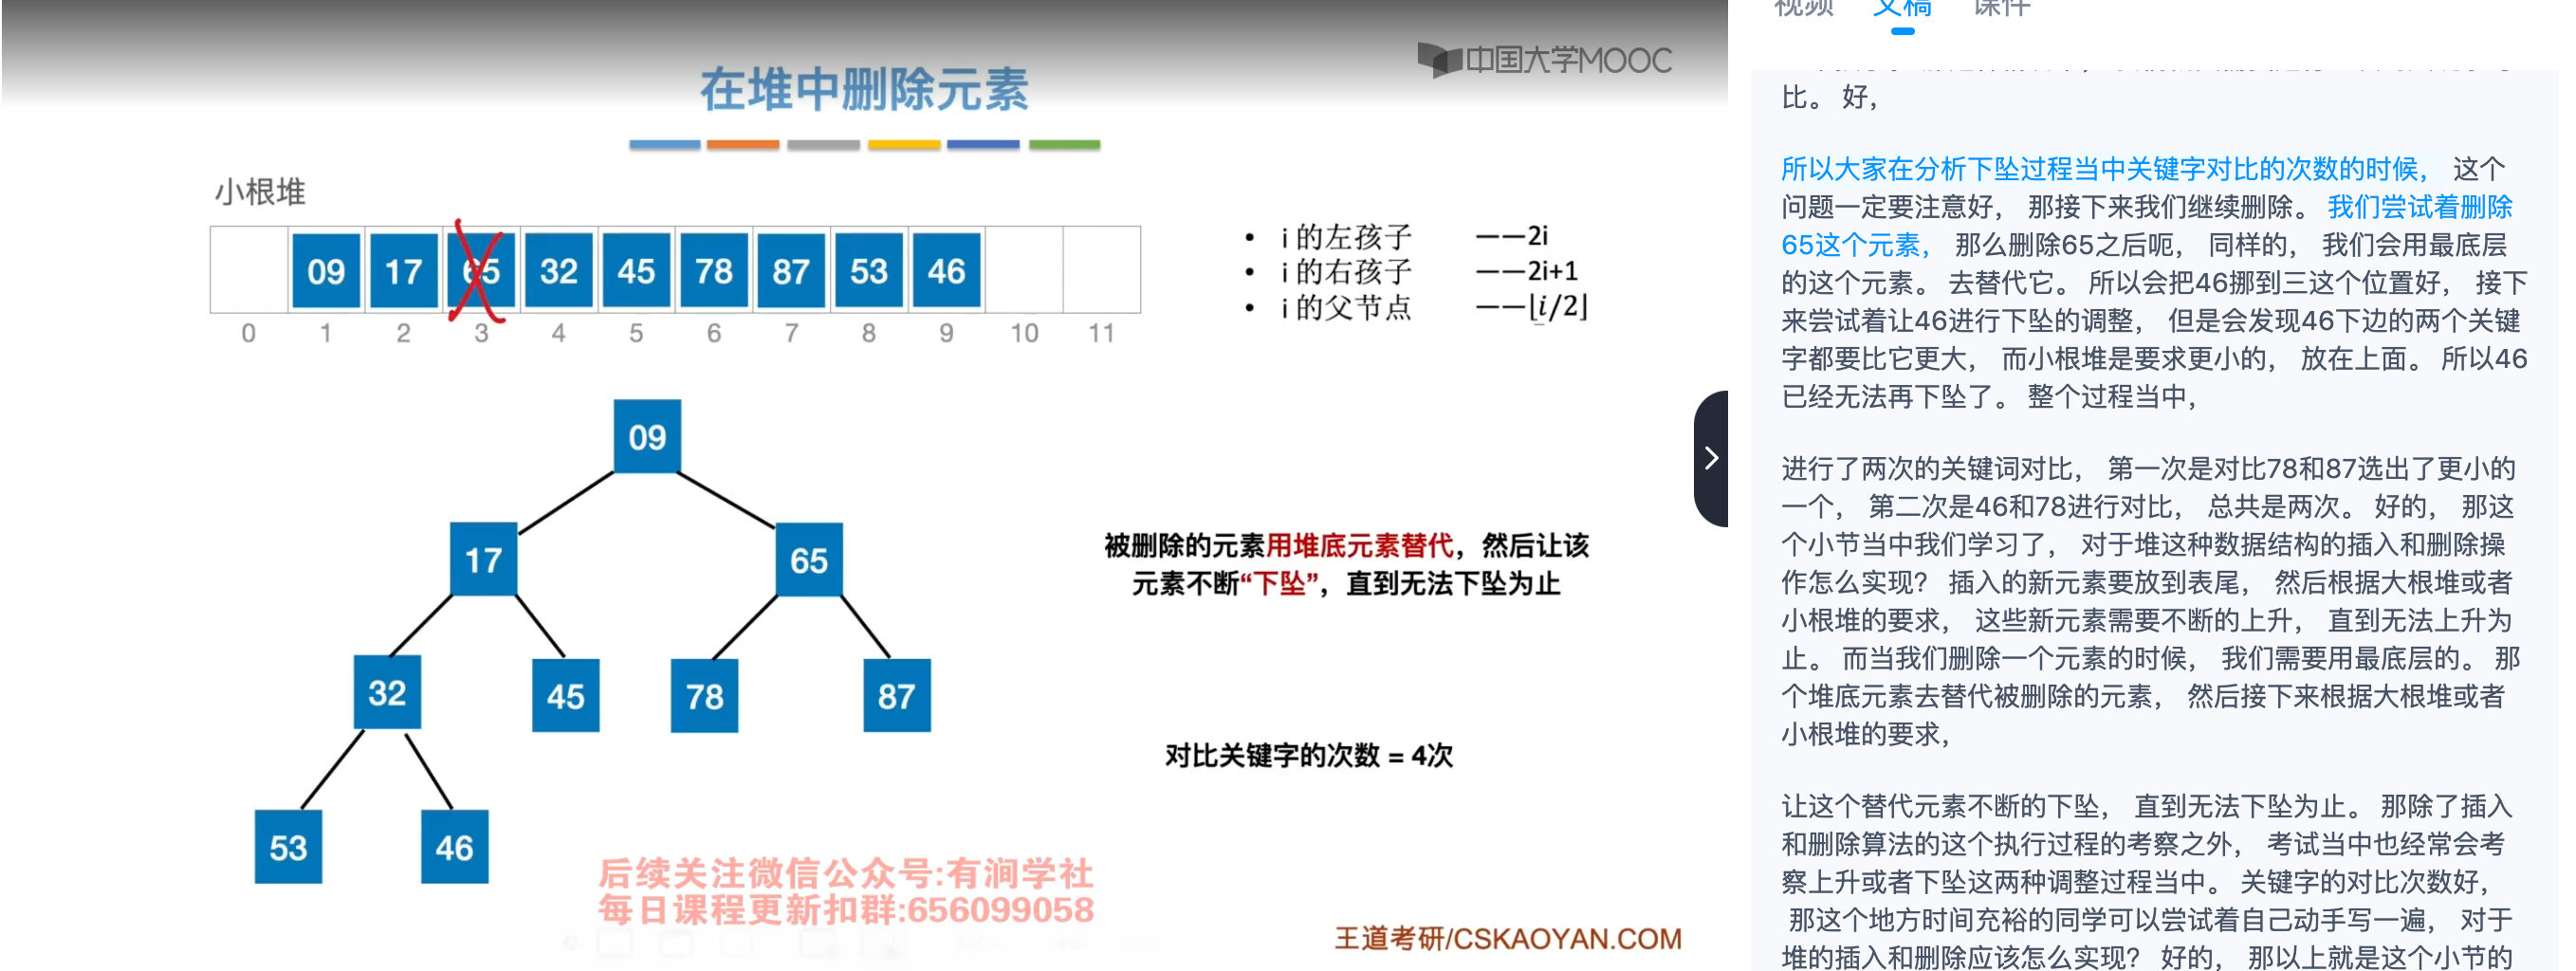 中国大学MOOC
在堆中删除元素
小根堆
09 17 65 32 45 78 87 53 46
0 1 2 3 4 5 6 7 8 9 10 11
• i 的左孩子 ——2i
• i 的右孩子 ——2i+1
• i 的父节点 ——⌊i/2⌋
09
17 65
32 45 78 87
53 46
被删除的元素用堆底元素替代，然后让该
元素不断“下坠”，直到无法下坠为止
对比关键字的次数 = 4次
后续关注微信公众号:有涧学社
每日课程更新扣群:656099058
王道考研/CSKAOYAN.COM
视频 文稿 课件
比。 好，
所以大家在分析下坠过程当中关键字对比的次数的时候， 这个
问题一定要注意好， 那接下来我们继续删除。 我们尝试着删除
65这个元素， 那么删除65之后呃， 同样的， 我们会用最底层
的这个元素。 去替代它。 所以会把46挪到三这个位置好， 接下
来尝试着让46进行下坠的调整， 但是会发现46下边的两个关键
字都要比它更大， 而小根堆是要求更小的， 放在上面。 所以46
已经无法再下坠了。 整个过程当中，
进行了两次的关键词对比， 第一次是对比78和87选出了更小的
一个， 第二次是46和78进行对比， 总共是两次。 好的， 那这
个小节当中我们学习了， 对于堆这种数据结构的插入和删除操
作怎么实现？ 插入的新元素要放到表尾， 然后根据大根堆或者
小根堆的要求， 这些新元素需要不断的上升， 直到无法上升为
止。 而当我们删除一个元素的时候， 我们需要用最底层的。 那
个堆底元素去替代被删除的元素， 然后接下来根据大根堆或者
小根堆的要求，
让这个替代元素不断的下坠， 直到无法下坠为止。 那除了插入
和删除算法的这个执行过程的考察之外， 考试当中也经常会考
察上升或者下坠这两种调整过程当中。 关键字的对比次数好，
那这个地方时间充裕的同学可以尝试着自己动手写一遍， 对于
堆的插入和删除应该怎么实现？ 好的， 那以上就是这个小节的